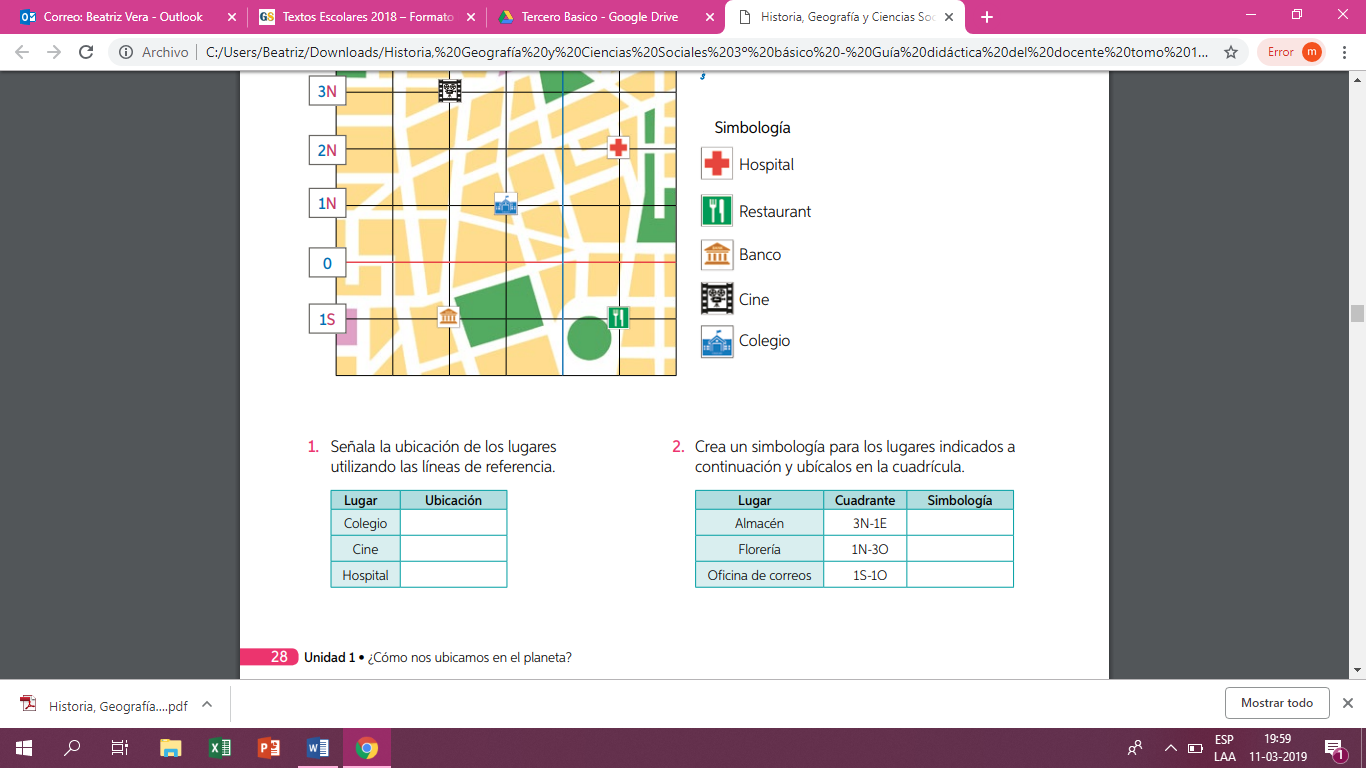 Correo: Beatriz Vera - Outlook
Textos Escolares 2018 – Formato
Tercero Basico - Google Drive
Historia, Geografía y Ciencias Soc
Archivo
C:/Users/Beatriz/Downloads/Historia,%20Geografía%20y%20Ciencias%20Sociales%203°%20básico%20-%20Guía%20didáctica%20del%20docente%20tomo%201...
Error
m
3N
2N
1N
0
1S
Simbología
Hospital
Restaurant
Banco
Cine
Colegio
1. Señala la ubicación de los lugares
utilizando las líneas de referencia.
Lugar Ubicación
Colegio
Cine
Hospital
2. Crea un simbología para los lugares indicados a
continuación y ubícalos en la cuadrícula.
Lugar Cuadrante Simbología
Almacén 3N-1E
Florería 1N-3O
Oficina de correos 1S-1O
28 Unidad 1 • ¿Cómo nos ubicamos en el planeta?
Historia, Geografía....pdf
Mostrar todo
ESP
LAA
19:59
11-03-2019
1